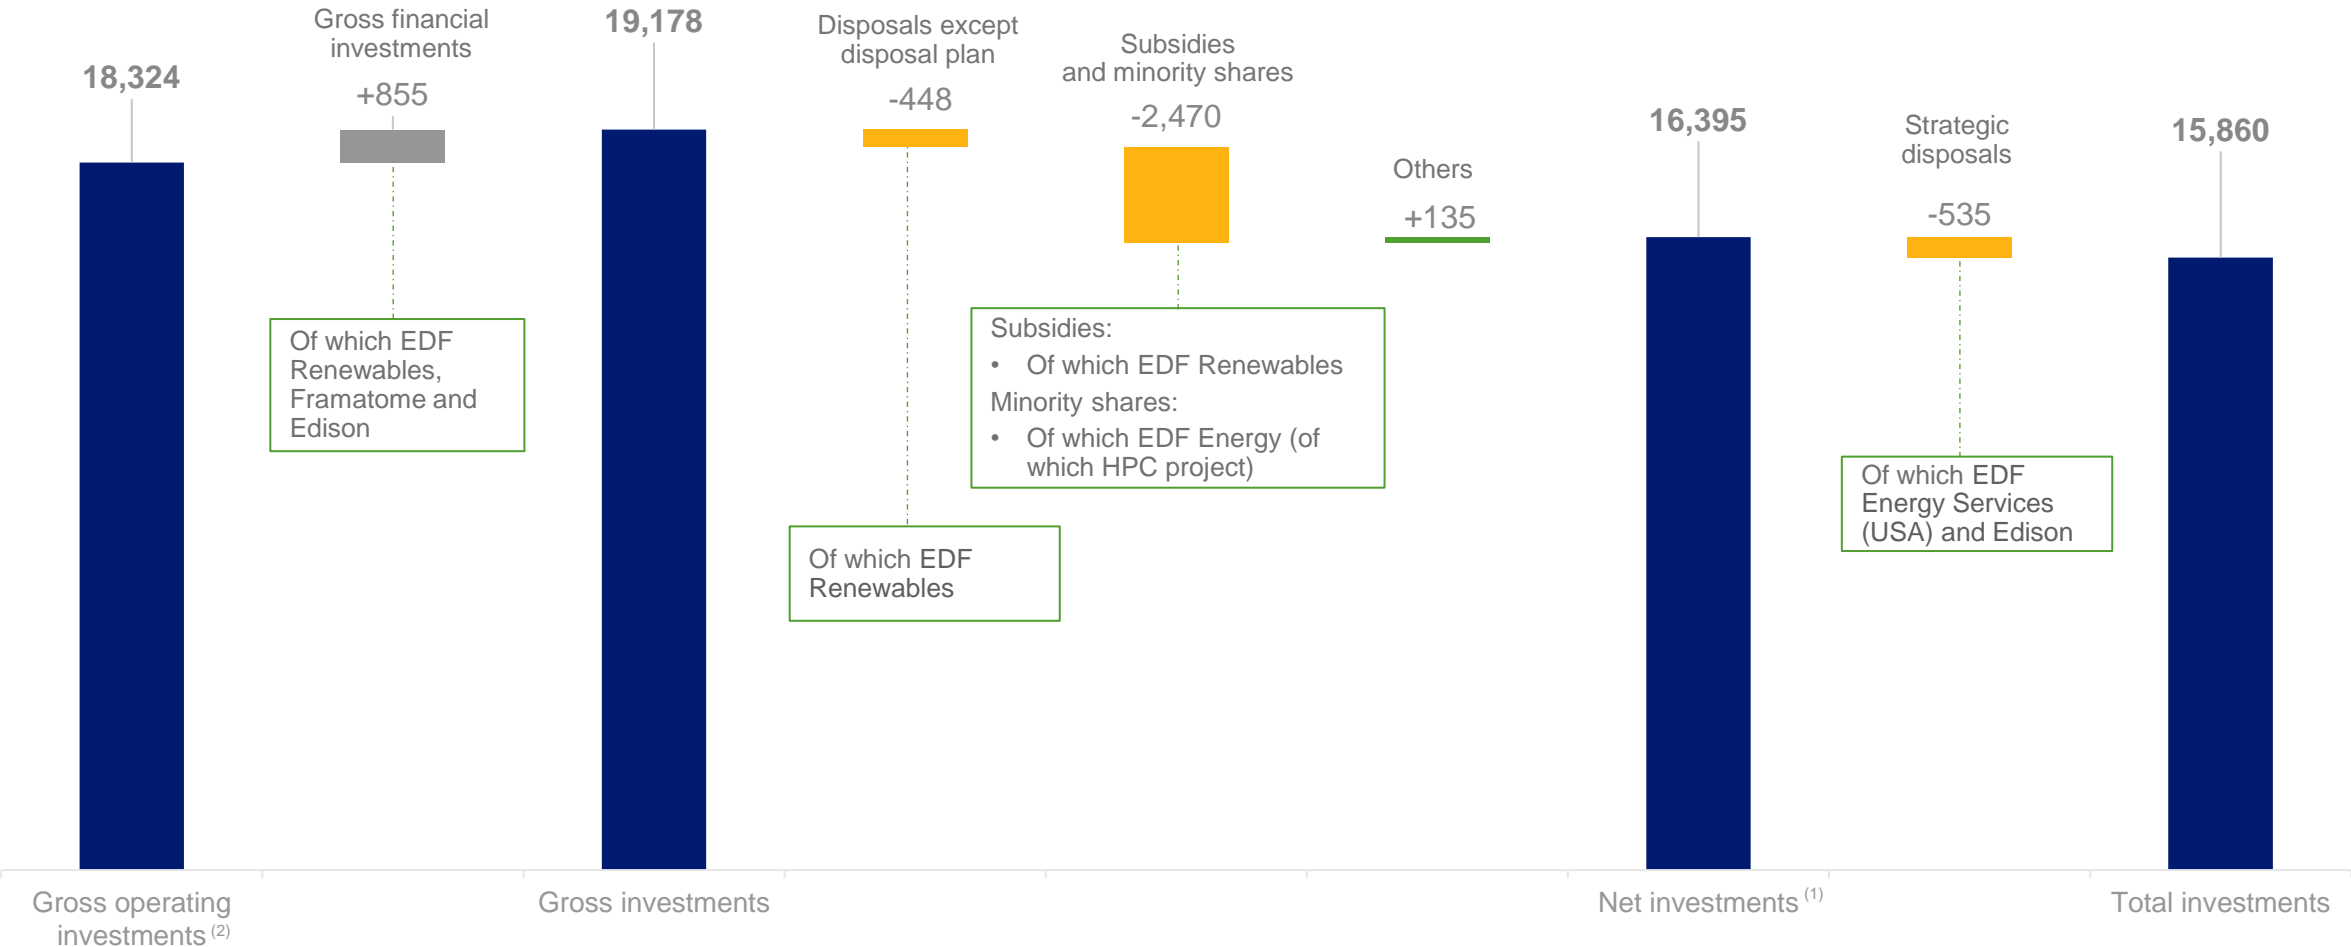 18,324
Gross financial
investments
+855
19,178
Disposals except
disposal plan
-448
Subsidies
and minority shares
-2,470
Others
+135
16,395
Strategic
disposals
-535
15,860
Of which EDF
Renewables,
Framatome and
Edison
Of which EDF
Renewables
Subsidies:
• Of which EDF Renewables
Minority shares:
• Of which EDF Energy (of
which HPC project)
Of which EDF
Energy Services
(USA) and Edison
Gross operating
investments (2)
Gross investments
Net investments (1)
Total investments